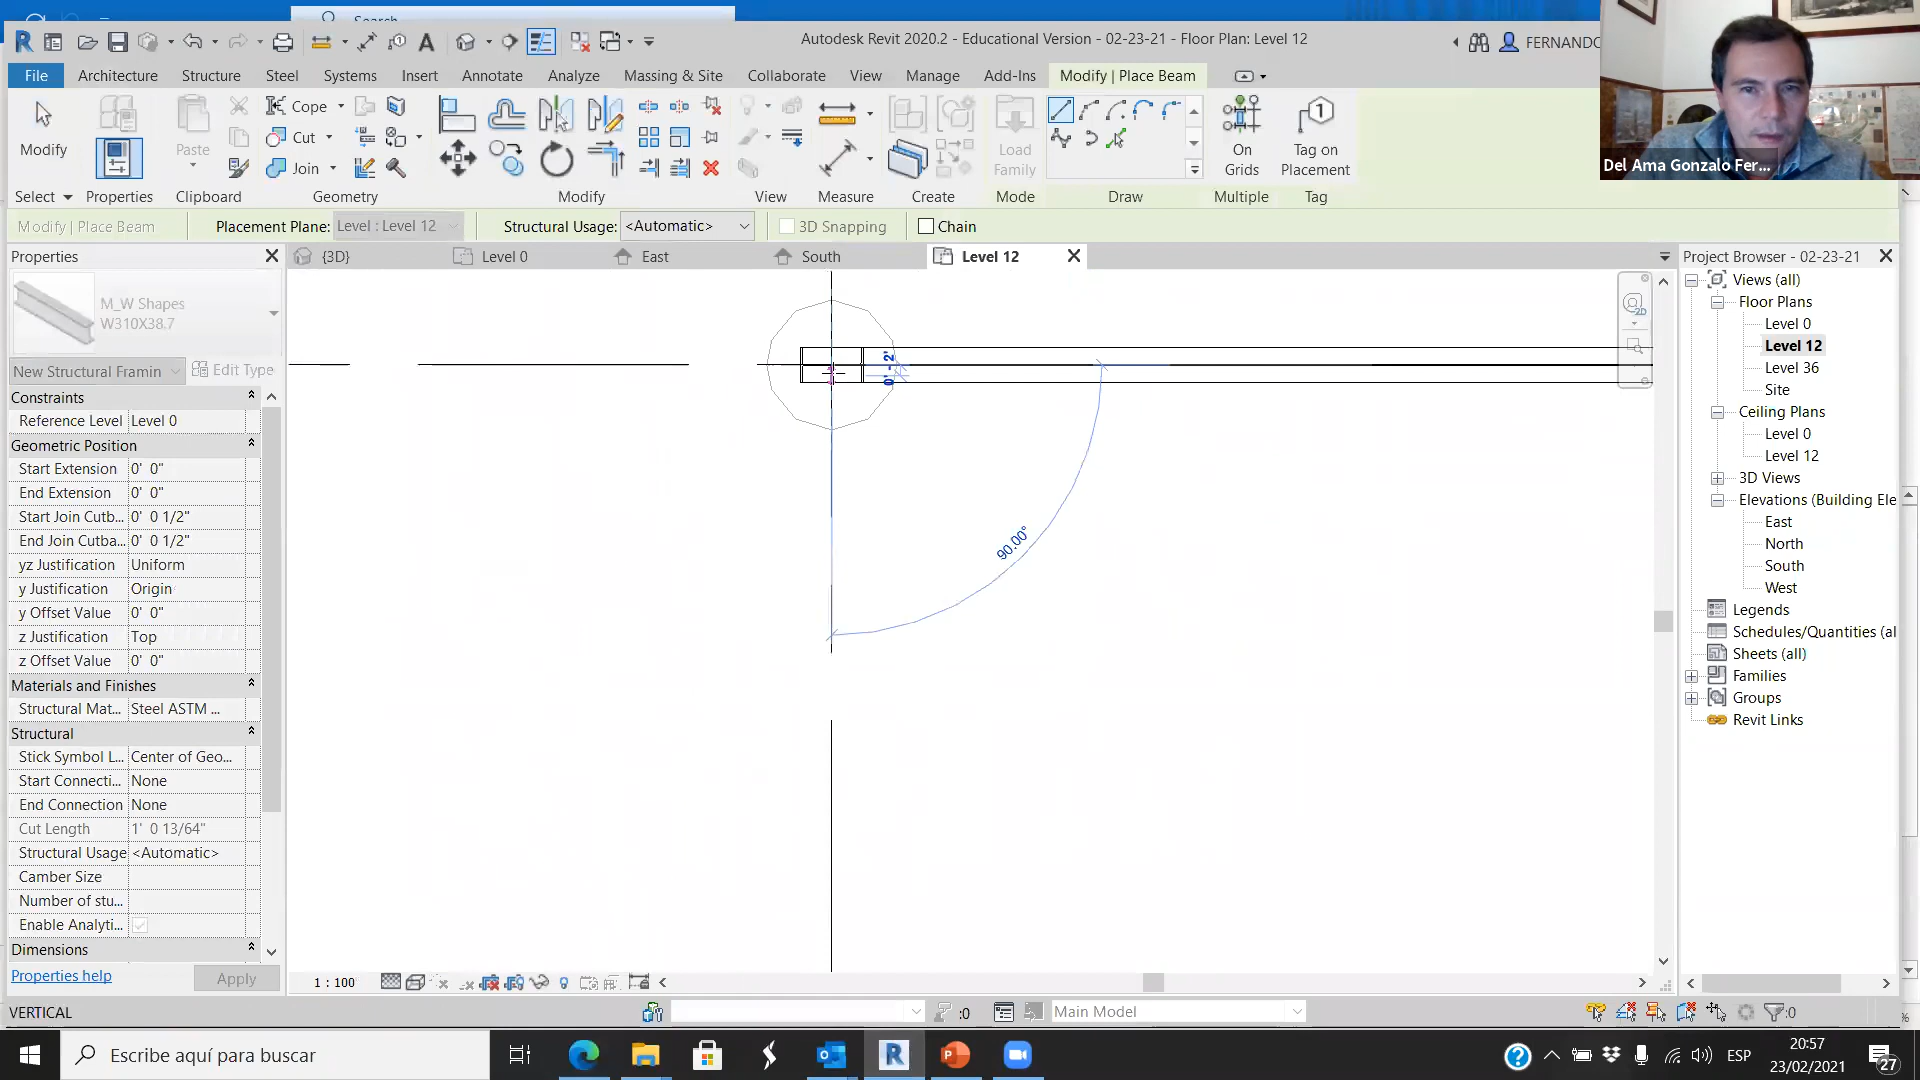 Search
Autodesk Revit 2020.2 - Educational Version - 02-23-21 - Floor Plan: Level 12
FERNANDO
File
Architecture
Structure
Steel
Systems
Insert
Annotate
Analyze
Massing & Site
Collaborate
View
Manage
Add-Ins
Modify | Place Beam
Modify
Paste
Cope
Cut
Join
Load
Family
On
Grids
Tag on
Placement
Select
Properties
Clipboard
Geometry
Modify
View
Measure
Create
Mode
Draw
Multiple
Tag
Del Ama Gonzalo Fer...
Modify | Place Beam
Placement Plane:
Level : Level 12
Structural Usage:
<Automatic>
3D Snapping
Chain
Properties
{3D}
Level 0
East
South
Level 12
Project Browser - 02-23-21
M_W Shapes
W310X38.7
New Structural Framin
Edit Type
Constraints
Reference Level Level 0
Geometric Position
Start Extension 0' 0"
End Extension 0' 0"
Start Join Cutb... 0' 0 1/2"
End Join Cutba... 0' 0 1/2"
yz Justification Uniform
y Justification Origin
y Offset Value 0' 0"
z Justification Top
z Offset Value 0' 0"
Materials and Finishes
Structural Mat... Steel ASTM ...
Structural
Stick Symbol L... Center of Geo...
Start Connecti... None
End Connection None
Cut Length 1' 0 13/64"
Structural Usage <Automatic>
Camber Size
Number of stu...
Enable Analyti...
Dimensions
Properties help
Apply
0' - 2'
90.00°
2D
Views (all)
Floor Plans
Level 0
Level 12
Level 36
Site
Ceiling Plans
Level 0
Level 12
3D Views
Elevations (Building Ele
East
North
South
West
Legends
Schedules/Quantities (al
Sheets (all)
Families
Groups
Revit Links
1 : 100
VERTICAL
:0
Main Model
:0
Escribe aquí para buscar
ESP
20:57
23/02/2021
27